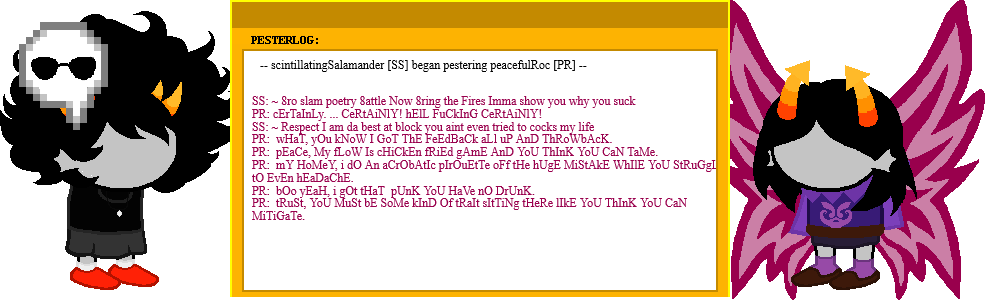 PESTERLOG:
-- scintillatingSalamander [SS] began pestering peacefulRoc [PR] --
SS: ~ 8ro slam poetry 8attle Now 8ring the Fires Imma show you why you suck
PR: cErTaInLy. ... CeRtAiNlY! hElL FuCkInG CeRtAiNlY!
SS: ~ Respect I am da best at block you aint even tried to cocks my life
PR: wHaT, yOu kNoW I GoT ThE FeEdBaCk aLl uP AnD ThRoWbAcK.
PR: pEaCe, My fLoW Is cHiCkEn fRiEd gAmE AnD YoU ThInK YoU CaN TaMe.
PR: mY HoMeY, i dO An aCrObAtIc pIrOuEtTe oFf tHe hUgE MiStAkE WhIlE YoU StRuGgL
tO EvEn hEaDaChE.
PR: bOo yEaH, i gOt tHaT pUnK YoU HaVe nO DrUnK.
PR: tRuSt, YoU MuSt bE SoMe kInD Of tRaIt sItTiNg tHeRe lIkE YoU ThInK YoU CaN
MiTiGaTe.